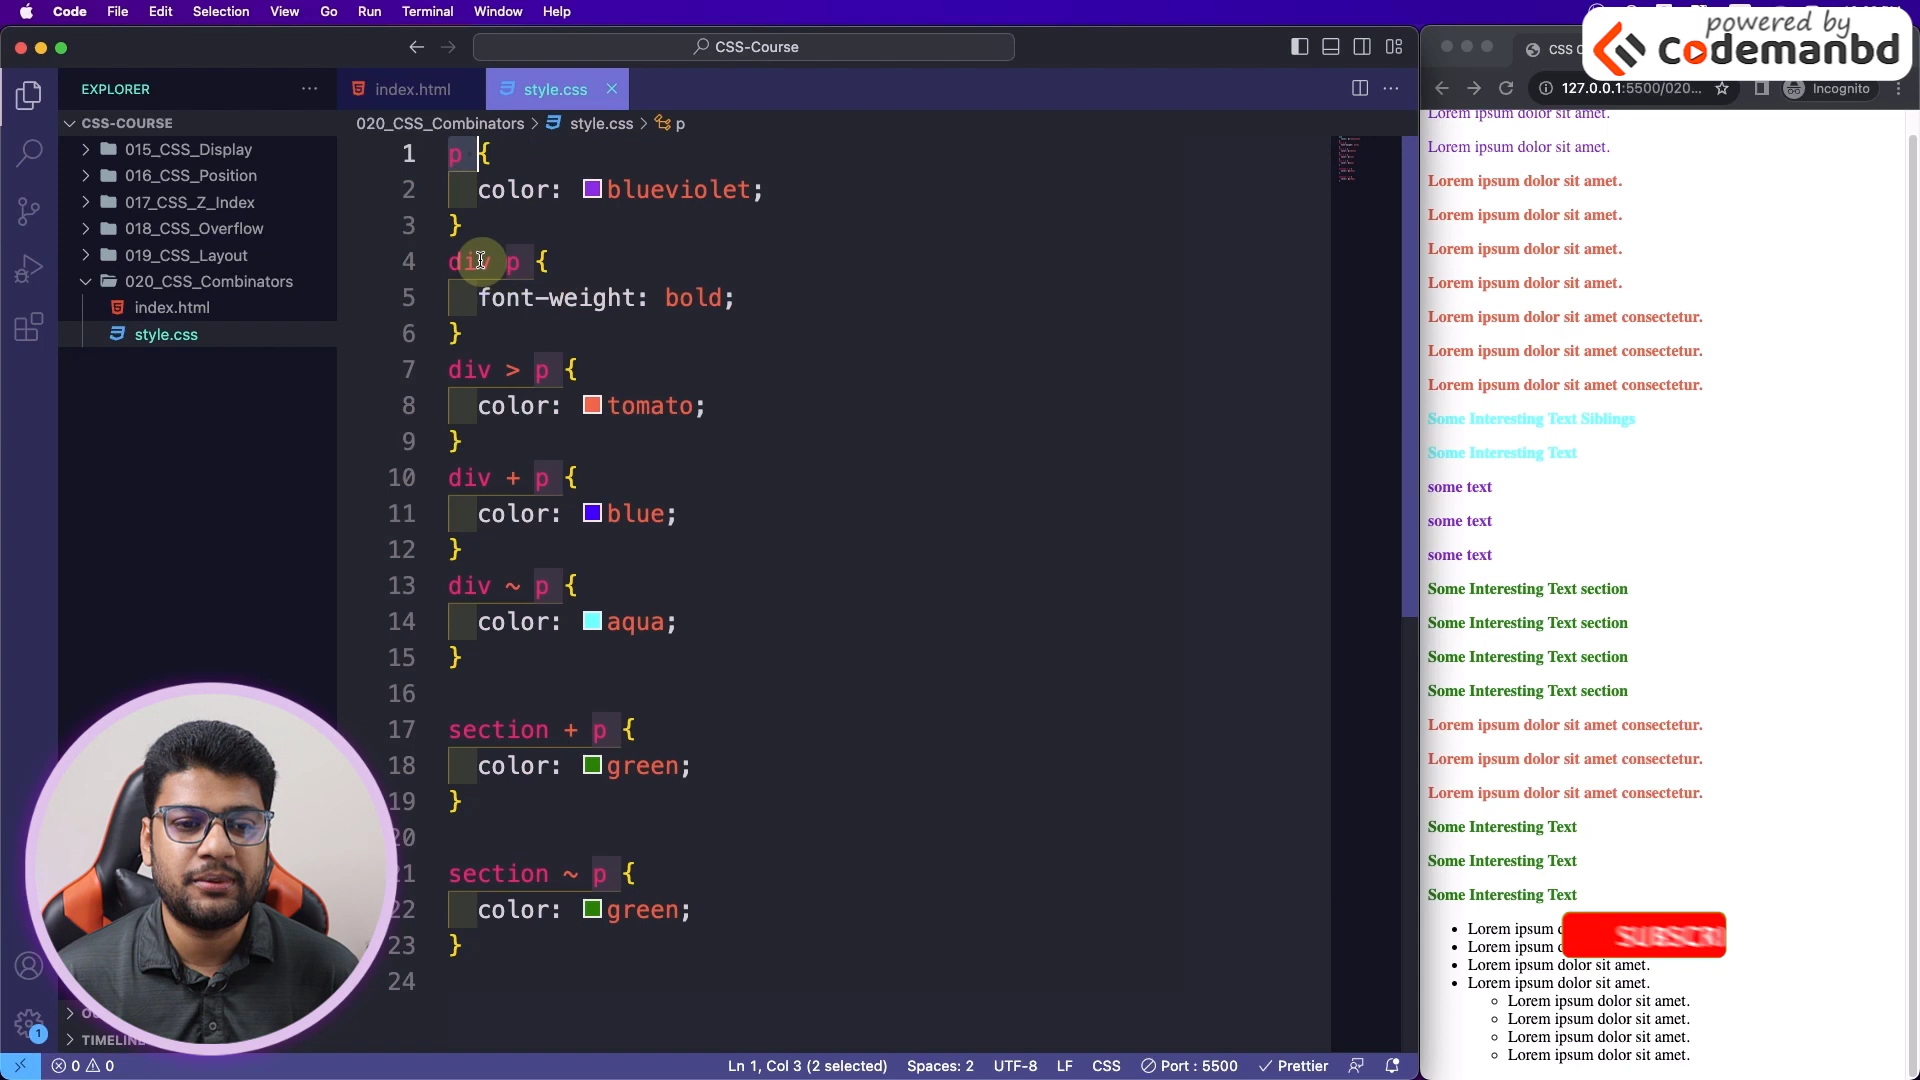 Code File Edit Selection View Go Run Terminal Window Help
powered by
Codemanbd
CSS-Course
CSS C
127.0.0.1:5500/020... Incognito
EXPLORER
CSS-COURSE
015_CSS_Display
016_CSS_Position
017_CSS_Z_Index
018_CSS_Overflow
019_CSS_Layout
020_CSS_Combinators
index.html
style.css
TIMELINE
1
index.html style.css
020_CSS_Combinators > style.css > p
1 p {
2 color: blueviolet;
3 }
4 div p {
5 font-weight: bold;
6 }
7 div > p {
8 color: tomato;
9 }
10 div + p {
11 color: blue;
12 }
13 div ~ p {
14 color: aqua;
15 }
16
17 section + p {
18 color: green;
19 }
20
21 section ~ p {
22 color: green;
23 }
24
Lorem ipsum dolor sit amet.
Lorem ipsum dolor sit amet.
Lorem ipsum dolor sit amet.
Lorem ipsum dolor sit amet.
Lorem ipsum dolor sit amet.
Lorem ipsum dolor sit amet.
Lorem ipsum dolor sit amet consectetur.
Lorem ipsum dolor sit amet consectetur.
Lorem ipsum dolor sit amet consectetur.
Some Interesting Text Siblings
Some Interesting Text
some text
some text
some text
Some Interesting Text section
Some Interesting Text section
Some Interesting Text section
Some Interesting Text section
Lorem ipsum dolor sit amet consectetur.
Lorem ipsum dolor sit amet consectetur.
Lorem ipsum dolor sit amet consectetur.
Some Interesting Text
Some Interesting Text
Some Interesting Text
Lorem ipsum d
Lorem ipsum d
SUBSCRI
Lorem ipsum dolor sit amet.
Lorem ipsum dolor sit amet.
Lorem ipsum dolor sit amet.
Lorem ipsum dolor sit amet.
Lorem ipsum dolor sit amet.
Lorem ipsum dolor sit amet.
0 0 Ln 1, Col 3 (2 selected) Spaces: 2 UTF-8 LF CSS Port : 5500 Prettier